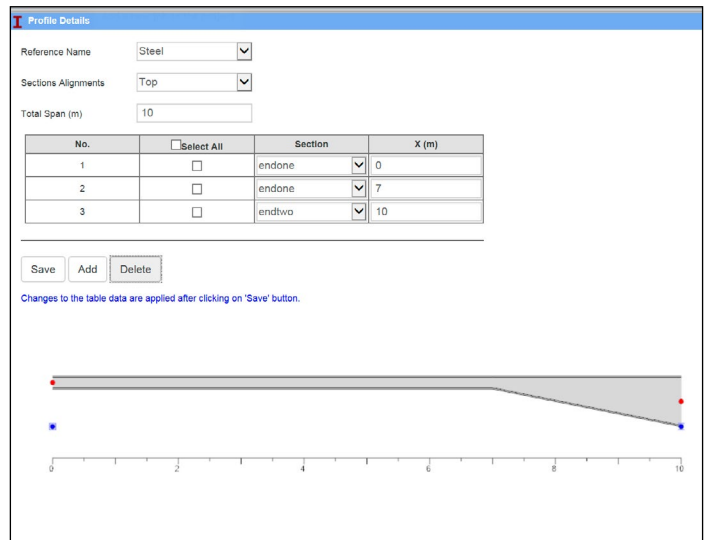 Profile Details
Reference Name Steel
Sections Alignments Top
Total Span (m) 10
No. Select All Section X (m)
1 endone 0
2 endone 7
3 endtwo 10
Save Add Delete
Changes to the table data are applied after clicking on 'Save' button.
0 2 4 6 8 10